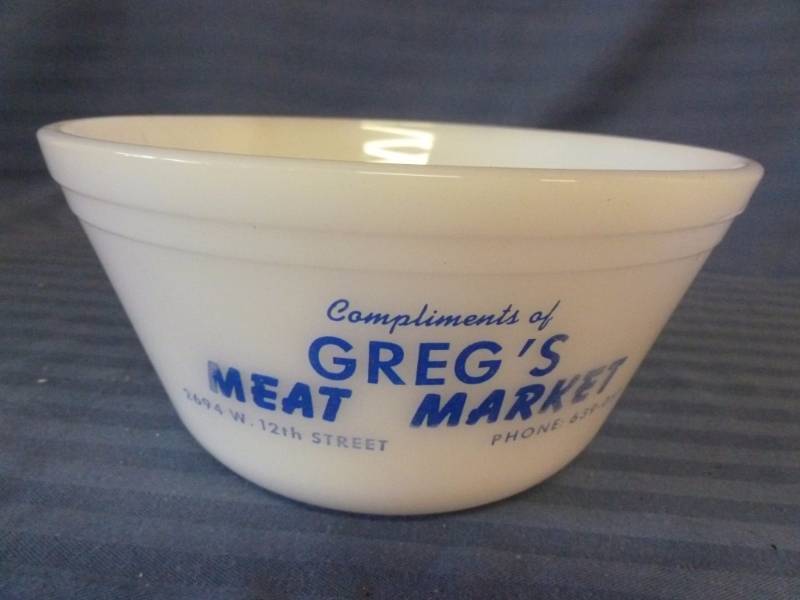 Compliments of
GREG'S
MEAT MARKET
2694 W. 12th STREET PHONE: